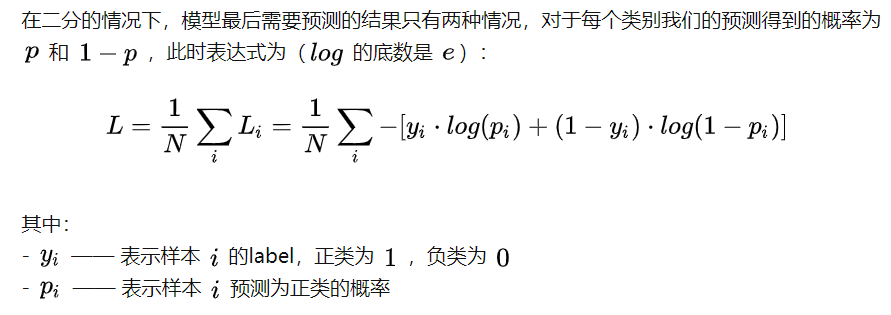 在二分的情况下，模型最后需要预测的结果只有两种情况，对于每个类别我们的预测得到的概率为
p 和 1 − p ，此时表达式为（log 的底数是 e）：
L = \frac{1}{N} \sum_{i} L_i = \frac{1}{N} \sum_{i} −[y_i · log(p_i) + (1 − y_i) · log(1 − p_i)]
其中：
- y_i —— 表示样本 i 的label，正类为 1 ，负类为 0
- p_i —— 表示样本 i 预测为正类的概率